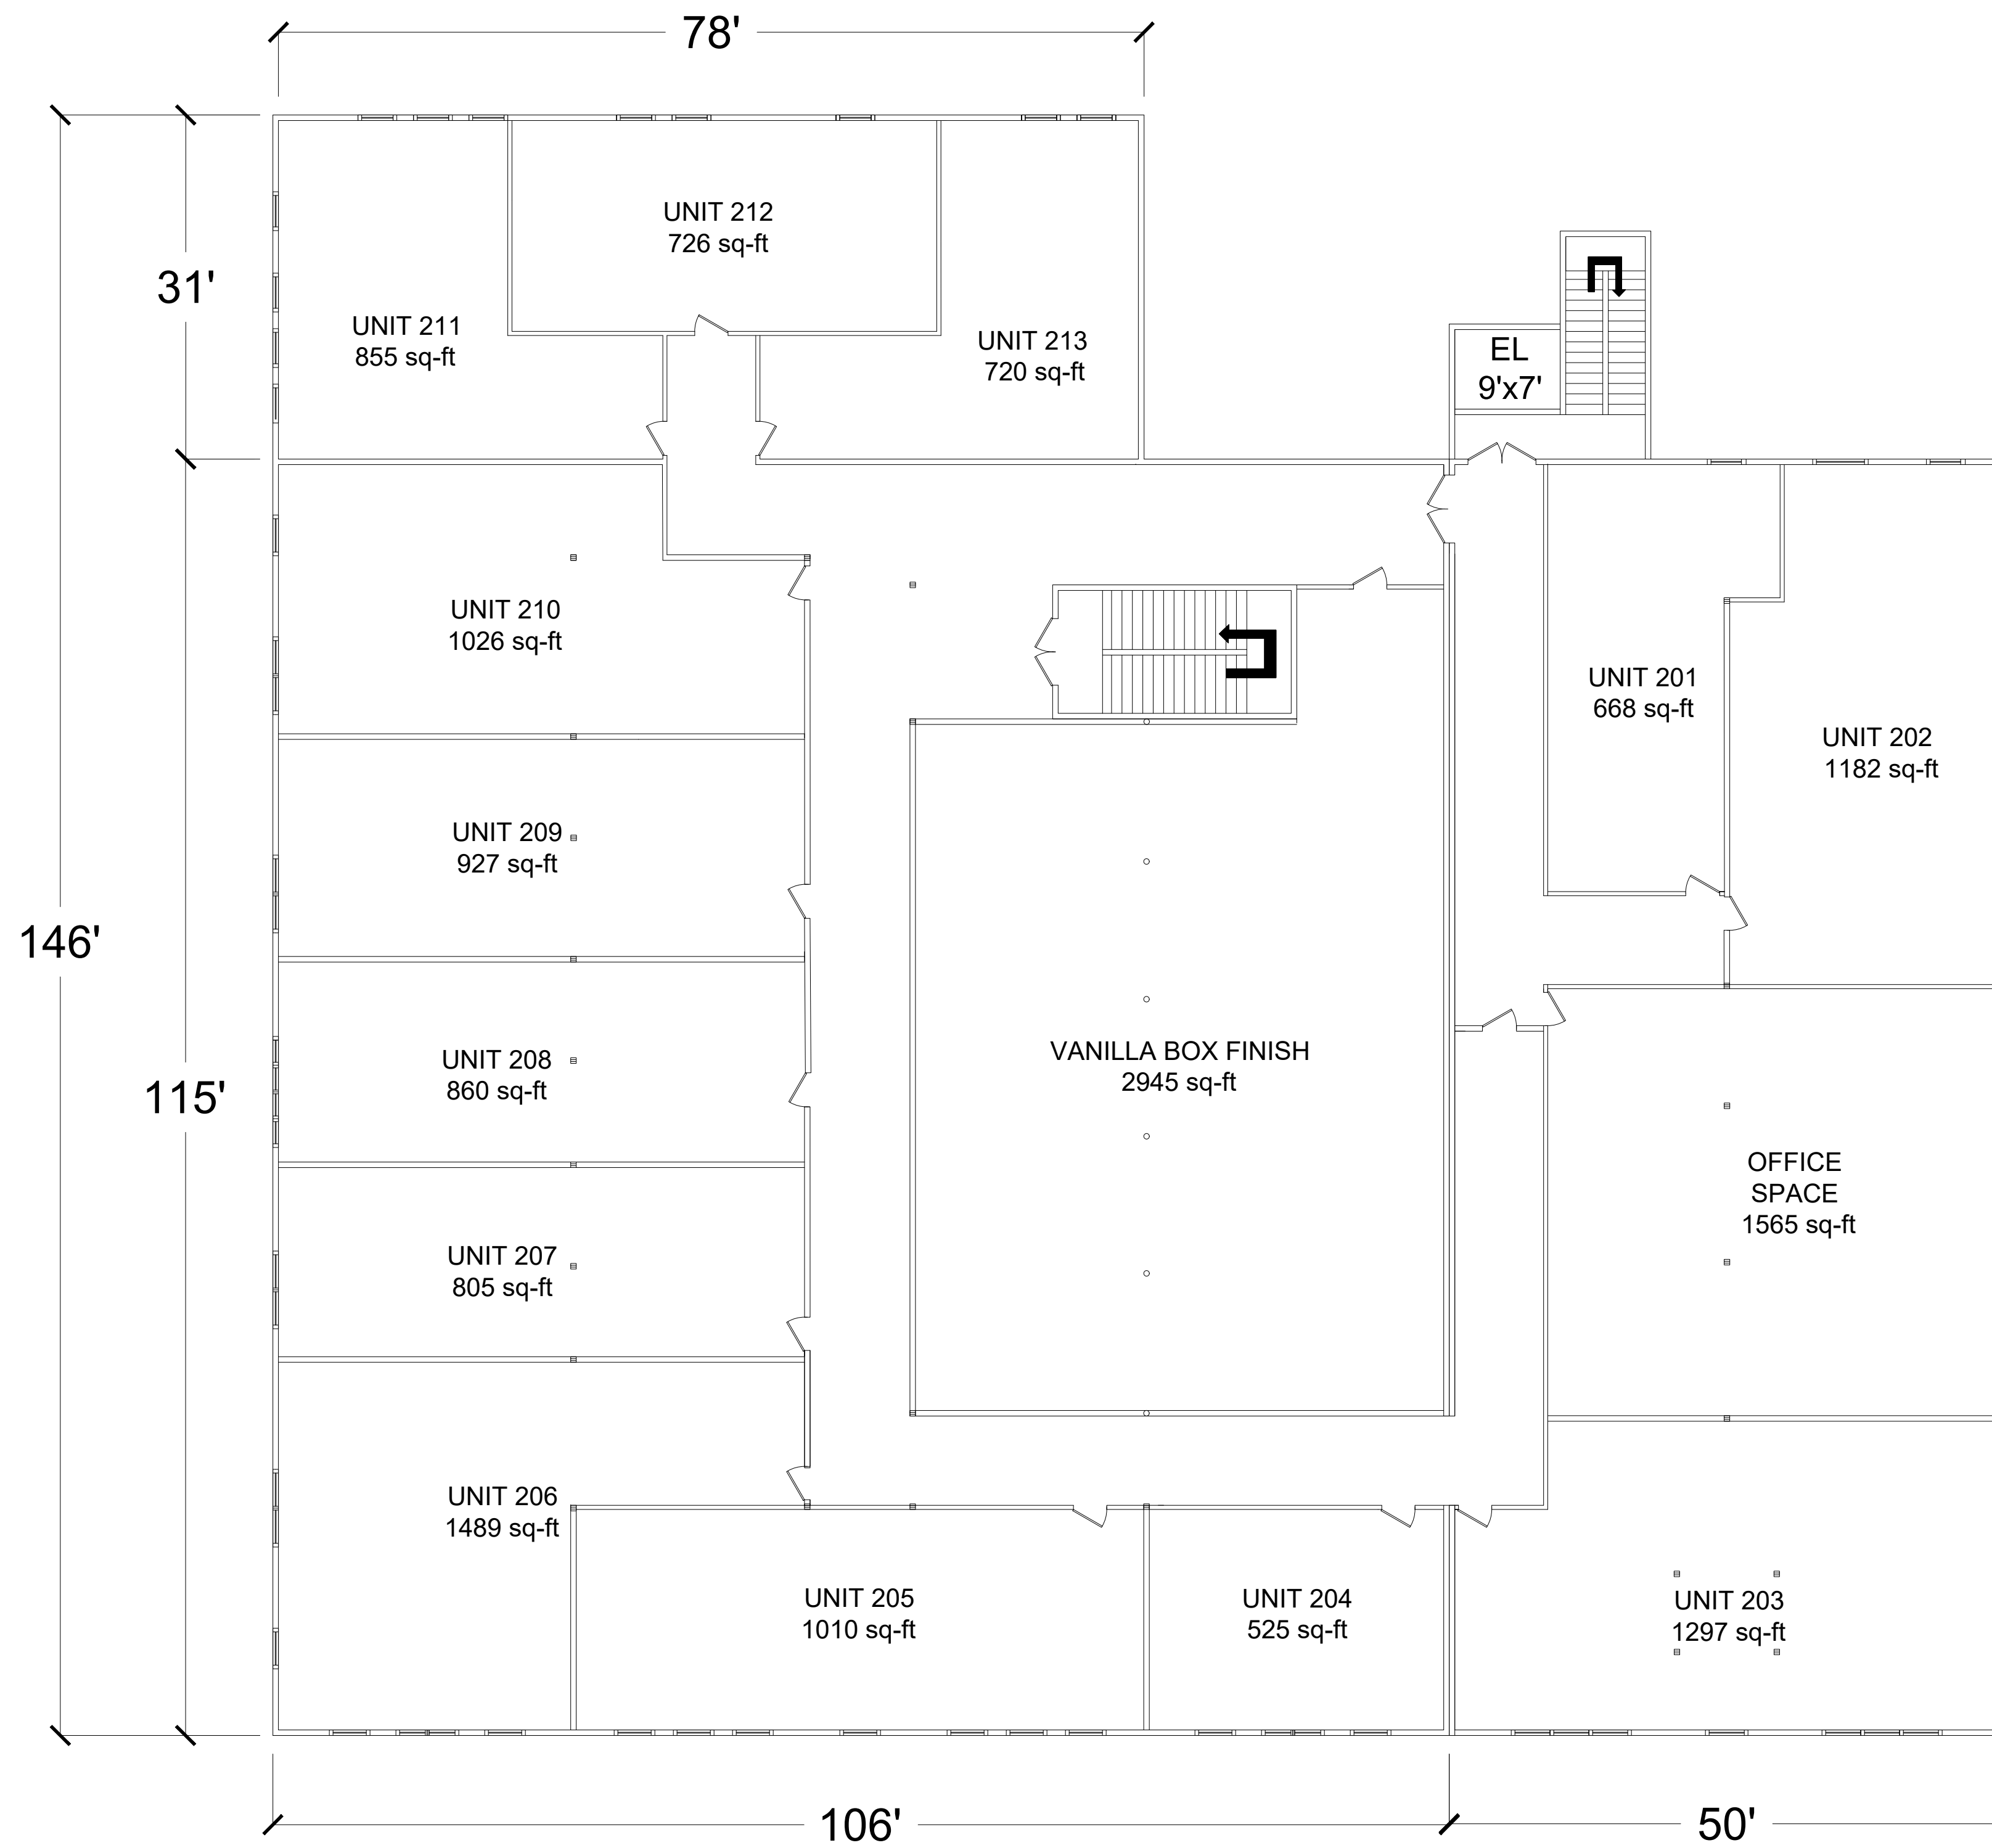 78'
UNIT 212
726 sq-ft
31'
UNIT 211
855 sq-ft
UNIT 213
720 sq-ft
EL
9'x7'
UNIT 210
1026 sq-ft
UNIT 201
668 sq-ft
UNIT 202
1182 sq-ft
UNIT 209
927 sq-ft
146'
UNIT 208
860 sq-ft
VANILLA BOX FINISH
2945 sq-ft
115'
OFFICE
SPACE
1565 sq-ft
UNIT 207
805 sq-ft
UNIT 206
1489 sq-ft
UNIT 205
1010 sq-ft
UNIT 204
525 sq-ft
UNIT 203
1297 sq-ft
106'
50'